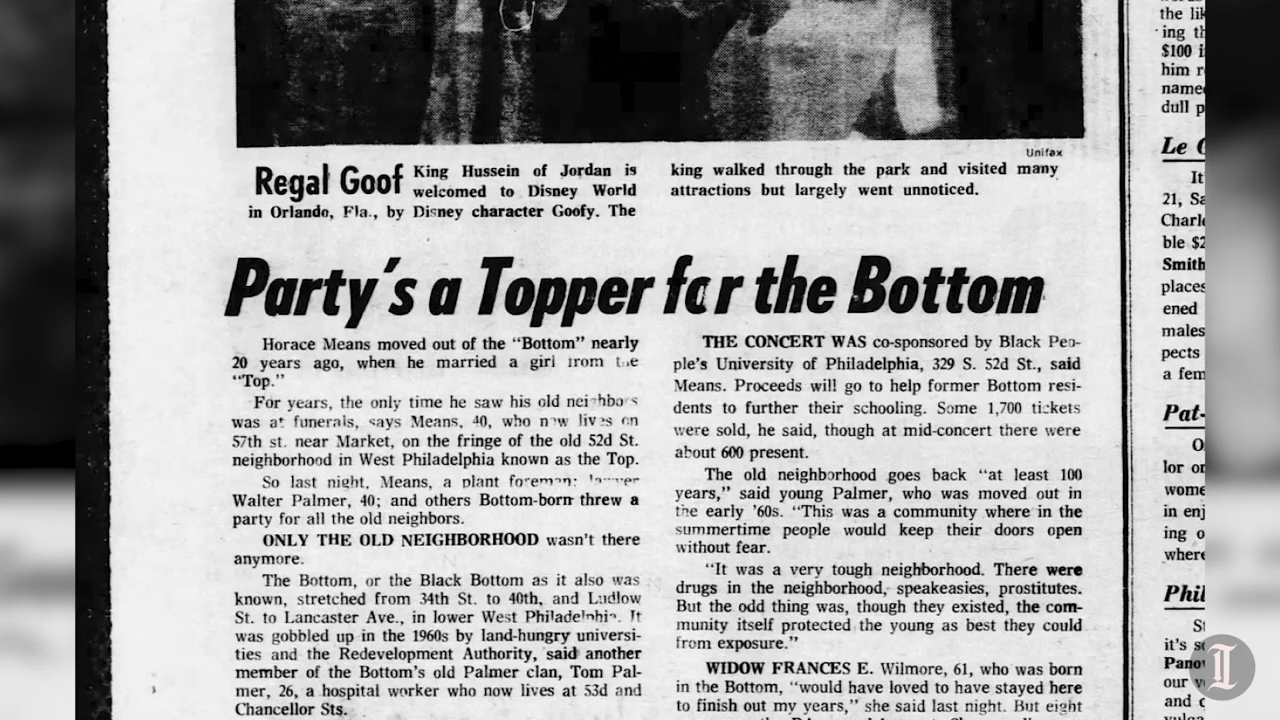 Unifax
Regal Goof
King Hussein of Jordan is
welcomed to Disney World
in Orlando, Fla., by Disney character Goofy. The
king walked through the park and visited many
attractions but largely went unnoticed.
Party's a Topper for the Bottom
Horace Means moved out of the "Bottom" nearly
20 years ago, when he married a girl from the
"Top."
For years, the only time he saw his old neighbors
was at funerals, says Means, 40, who now lives on
57th st. near Market, on the fringe of the old 52d St.
neighborhood in West Philadelphia known as the Top.
So last night, Means, a plant foreman; lawyer
Walter Palmer, 40; and others Bottom-born threw a
party for all the old neighbors.
ONLY THE OLD NEIGHBORHOOD wasn't there
anymore.
The Bottom, or the Black Bottom as it also was
known, stretched from 34th St. to 40th, and Ludlow
St. to Lancaster Ave., in lower West Philadelphia. It
was gobbled up in the 1960s by land-hungry universi-
ties and the Redevelopment Authority, said another
member of the Bottom's old Palmer clan, Tom Pal-
mer, 26, a hospital worker who now lives at 53d and
Chancellor Sts.
THE CONCERT WAS co-sponsored by Black Peo-
ple's University of Philadelphia, 329 S. 52d St., said
Means. Proceeds will go to help former Bottom resi-
dents to further their schooling. Some 1,700 tickets
were sold, he said, though at mid-concert there were
about 600 present.
The old neighborhood goes back "at least 100
years," said young Palmer, who was moved out in
the early '60s. "This was a community where in the
summertime people would keep their doors open
without fear.
"It was a very tough neighborhood. There were
drugs in the neighborhood, speakeasies, prostitutes.
But the odd thing was, though they existed, the com-
munity itself protected the young as best they could
from exposure."
WIDOW FRANCES E. Wilmore, 61, who was born
in the Bottom, "would have loved to have stayed here
to finish out my years," she said last night. But eight
the lik
ing th
$100 i
him r
name
dull p
Le
It
21, Sa
Charl
ble $2
Smith
places
ened
males
pects
a fem
Pat-
O
lor or
wome
in enj
ing o
where
Phil
St
it's s
Pano
our v
and c